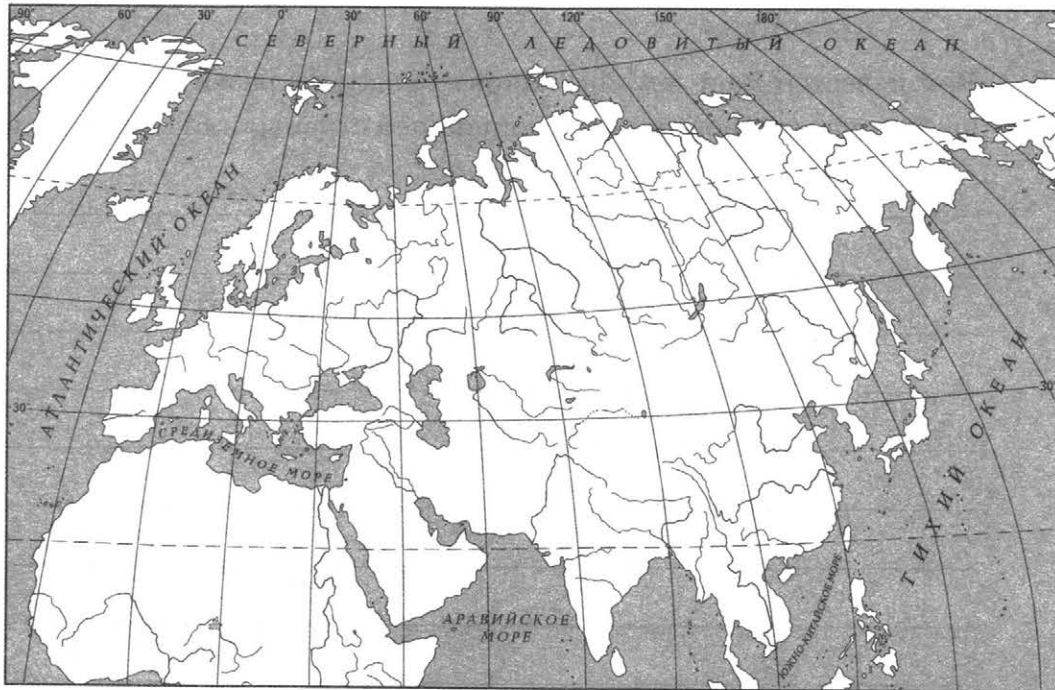 90° 60° 30° 0° 30° 60° 90° 120° 150° 180°
СЕВЕРНЫЙ ЛЕДОВИТЫЙ ОКЕАН
АТЛАНТИЧЕСКИЙ ОКЕАН
30
30
СРЕДИЗЕМНОЕ МОРЕ
ТИХИЙ ОКЕАН
АРАВИЙСКОЕ
МОРЕ
ЮЖНО-КИТАЙСКОЕ МОРЕ